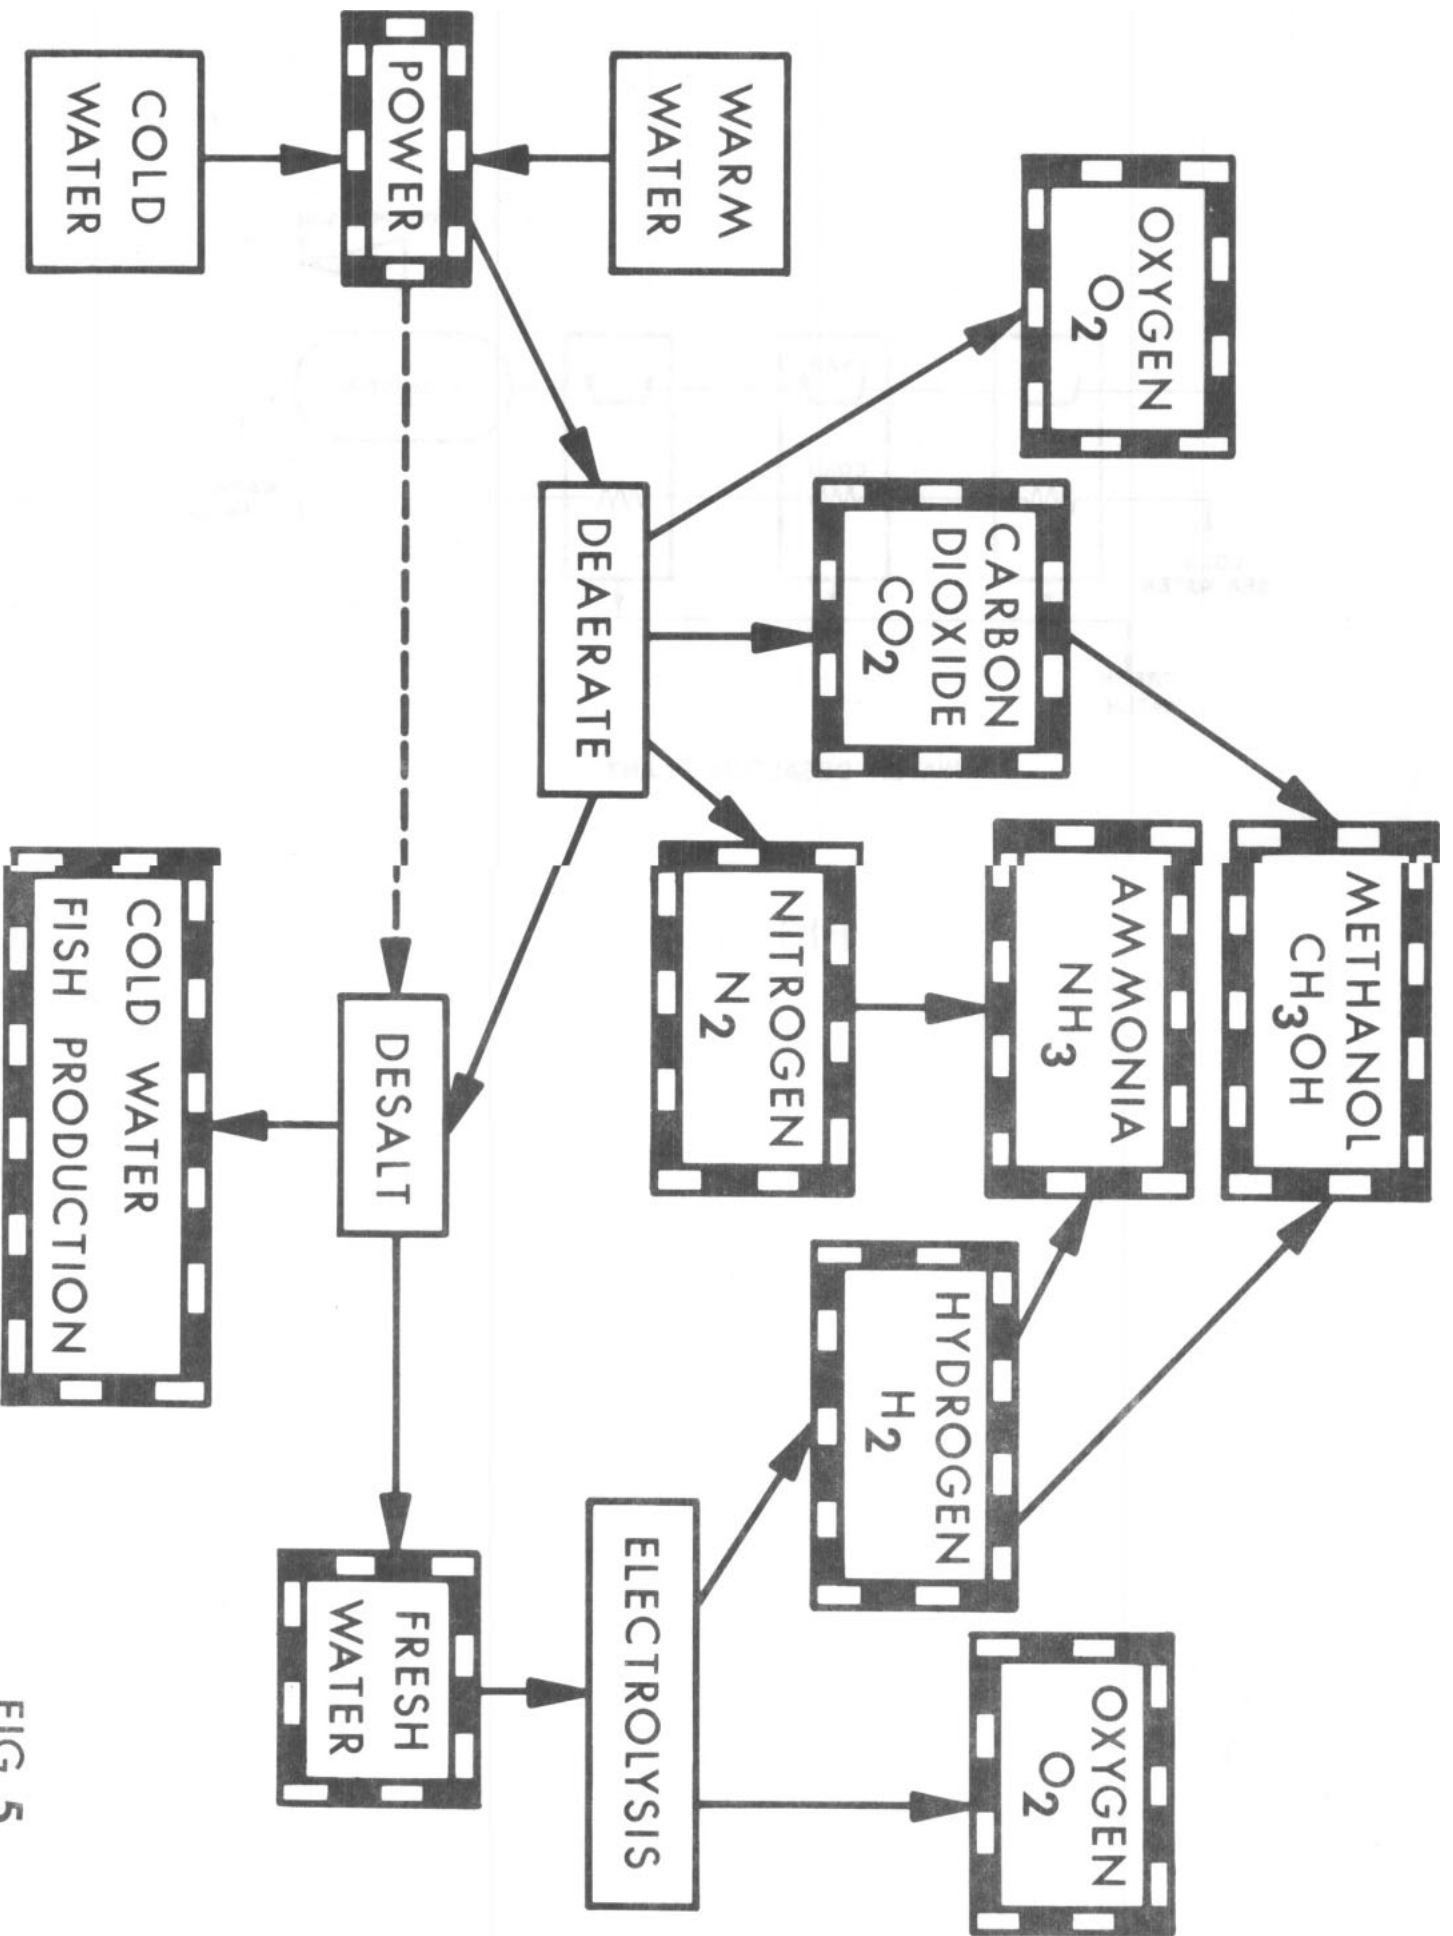 METHANOL
CH3OH
OXYGEN
O2
AMMONIA
NH3
OXYGEN
O2
CARBON
DIOXIDE
CO2
HYDROGEN
H2
NITROGEN
N2
WARM
WATER
DEAERATE
ELECTROLYSIS
POWER
DESALT
FRESH
WATER
COLD
WATER
COLD WATER
FISH PRODUCTION
FIG 5